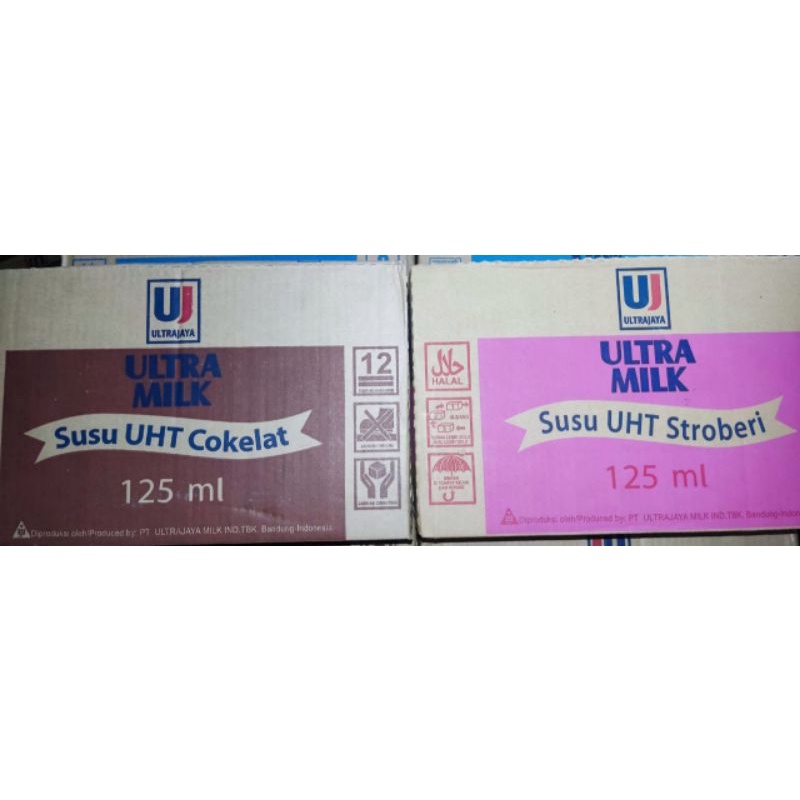 UJ
ULTRAJAYA
ULTRA
MILK
Susu UHT Cokelat
125 ml
12
Diproduksi oleh/Produced by: PT. ULTRAJAYA MILK IND.TBK. Bandung-Indonesia
UJ
ULTRAJAYA
ULTRA
MILK
حلال
HALAL
Susu UHT Stroberi
125 ml
Diproduksi oleh/Produced by: PT. ULTRAJAYA MILK IND.TBK. Bandung-Indon